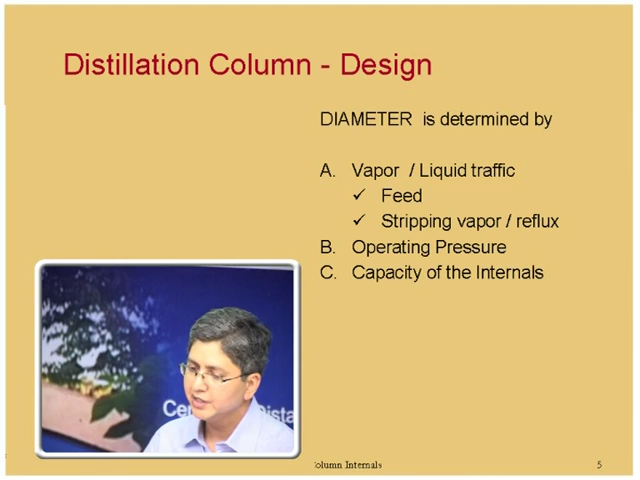 Distillation Column - Design
DIAMETER is determined by
A. Vapor / Liquid traffic
✓ Feed
✓ Stripping vapor / reflux
B. Operating Pressure
C. Capacity of the Internals
Column Internals
5